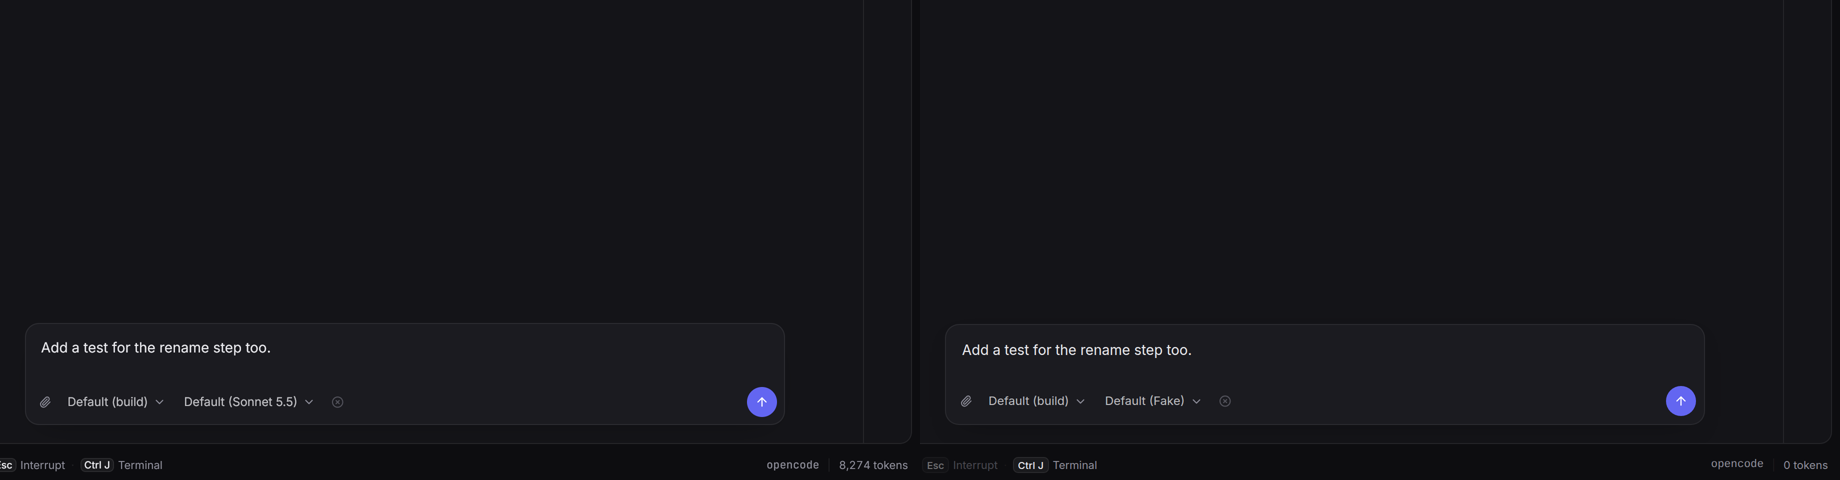 Add a test for the rename step too.
Default (build) Default (Sonnet 5.5)
Esc Interrupt Ctrl J Terminal opencode 8,274 tokens
Add a test for the rename step too.
Default (build) Default (Fake)
Esc Interrupt Ctrl J Terminal opencode 0 tokens